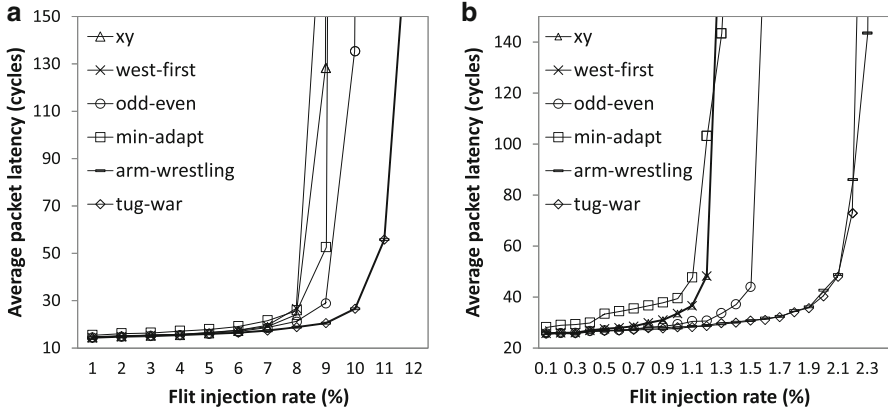 a
150
130
110
90
70
50
30
10
Average packet latency (cycles)
xy
west-first
odd-even
min-adapt
arm-wrestling
tug-war
1 2 3 4 5 6 7 8 9 10 11 12
Flit injection rate (%)
b
140
120
100
80
60
40
20
Average packet latency (cycles)
xy
west-first
odd-even
min-adapt
arm-wrestling
tug-war
0.1 0.3 0.5 0.7 0.9 1.1 1.3 1.5 1.7 1.9 2.1 2.3
Flit injection rate (%)